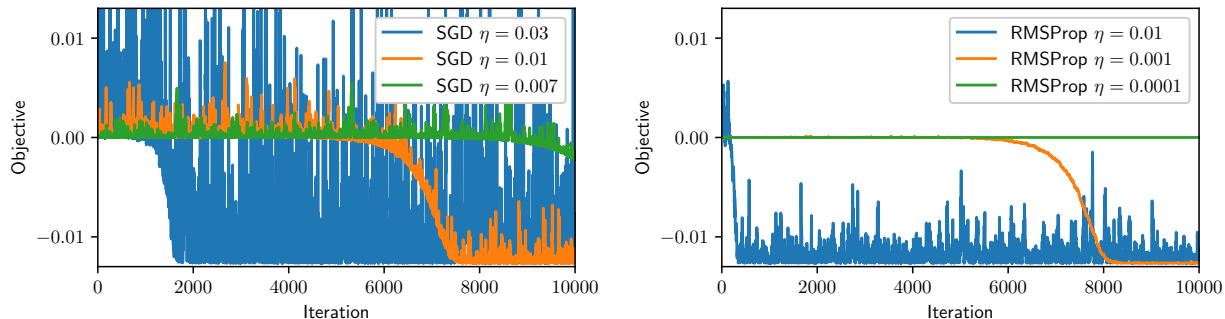 0.01
0.00
−0.01
Objective
SGD η = 0.03
SGD η = 0.01
SGD η = 0.007
0 2000 4000 6000 8000 10000
Iteration
0.01
0.00
−0.01
Objective
RMSProp η = 0.01
RMSProp η = 0.001
RMSProp η = 0.0001
0 2000 4000 6000 8000 10000
Iteration